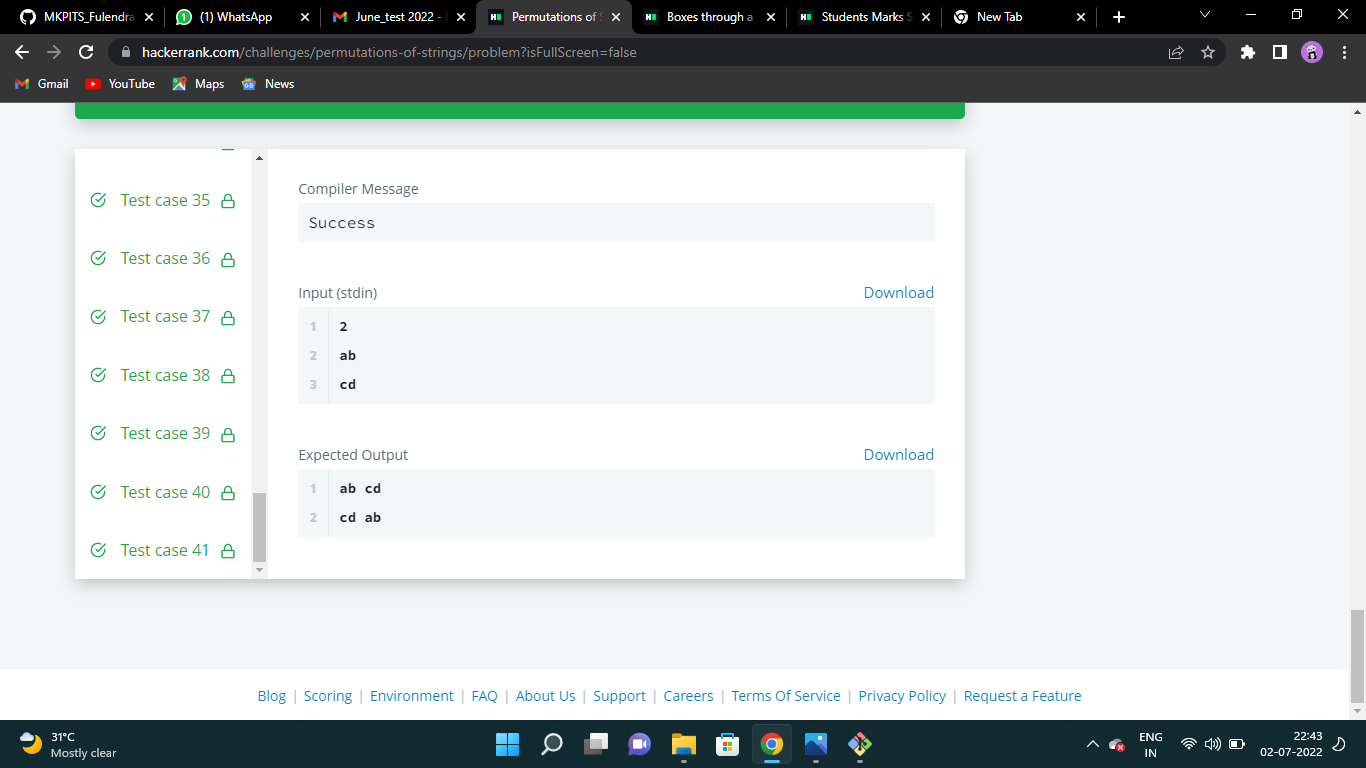 MKPITS_Fulendra
(1) WhatsApp
June_test 2022 -
Permutations of S
Boxes through a
Students Marks S
New Tab
hackerrank.com/challenges/permutations-of-strings/problem?isFullScreen=false
Gmail YouTube Maps News
Test case 35
Test case 36
Test case 37
Test case 38
Test case 39
Test case 40
Test case 41
Compiler Message
Success
Input (stdin) Download
1 2
2 ab
3 cd
Expected Output Download
1 ab cd
2 cd ab
Blog | Scoring | Environment | FAQ | About Us | Support | Careers | Terms Of Service | Privacy Policy | Request a Feature
31°C
Mostly clear
ENG
IN
22:43
02-07-2022